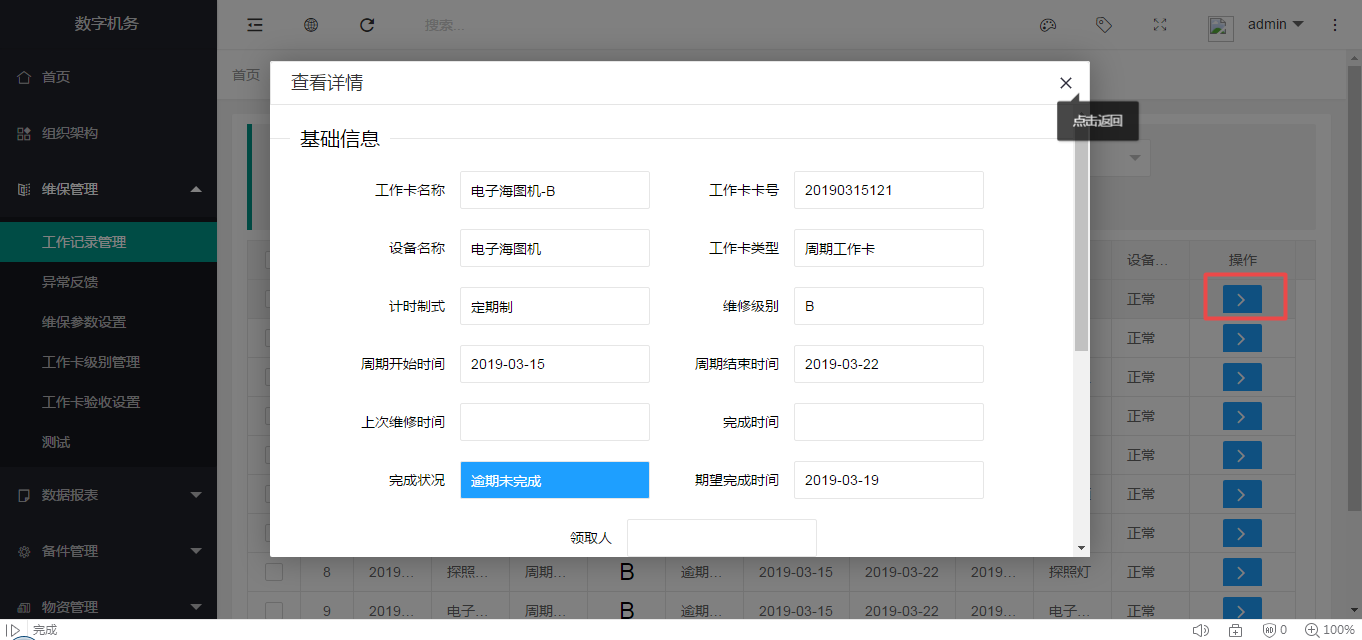 数字机务
搜索...
admin
首页
首页
组织架构
维保管理
工作记录管理
异常反馈
维保参数设置
工作卡级别管理
工作卡验收设置
测试
数据报表
备件管理
物资管理
查看详情
点击返回
基础信息
工作卡名称 电子海图机-B 工作卡卡号 20190315121
设备名称 电子海图机 工作卡类型 周期工作卡
计时制式 定期制 维修级别 B
周期开始时间 2019-03-15 周期结束时间 2019-03-22
上次维修时间 完成时间
完成状况 逾期未完成 期望完成时间 2019-03-19
领取人
设备... 操作
正常
正常
正常
正常
正常
正常
正常
8 2019... 探照... 周期... B 逾期... 2019-03-15 2019-03-22 2019... 探照灯 正常
9 2019... 电子... 周期... B 逾期... 2019-03-15 2019-03-22 2019... 电子... 正常
完成 AD 0 100%